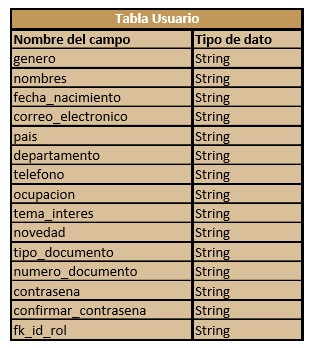 Tabla Usuario
Nombre del campo Tipo de dato
genero String
nombres String
fecha_nacimiento String
correo_electronico String
pais String
departamento String
telefono String
ocupacion String
tema_interes String
novedad String
tipo_documento String
numero_documento String
contrasena String
confirmar_contrasena String
fk_id_rol String